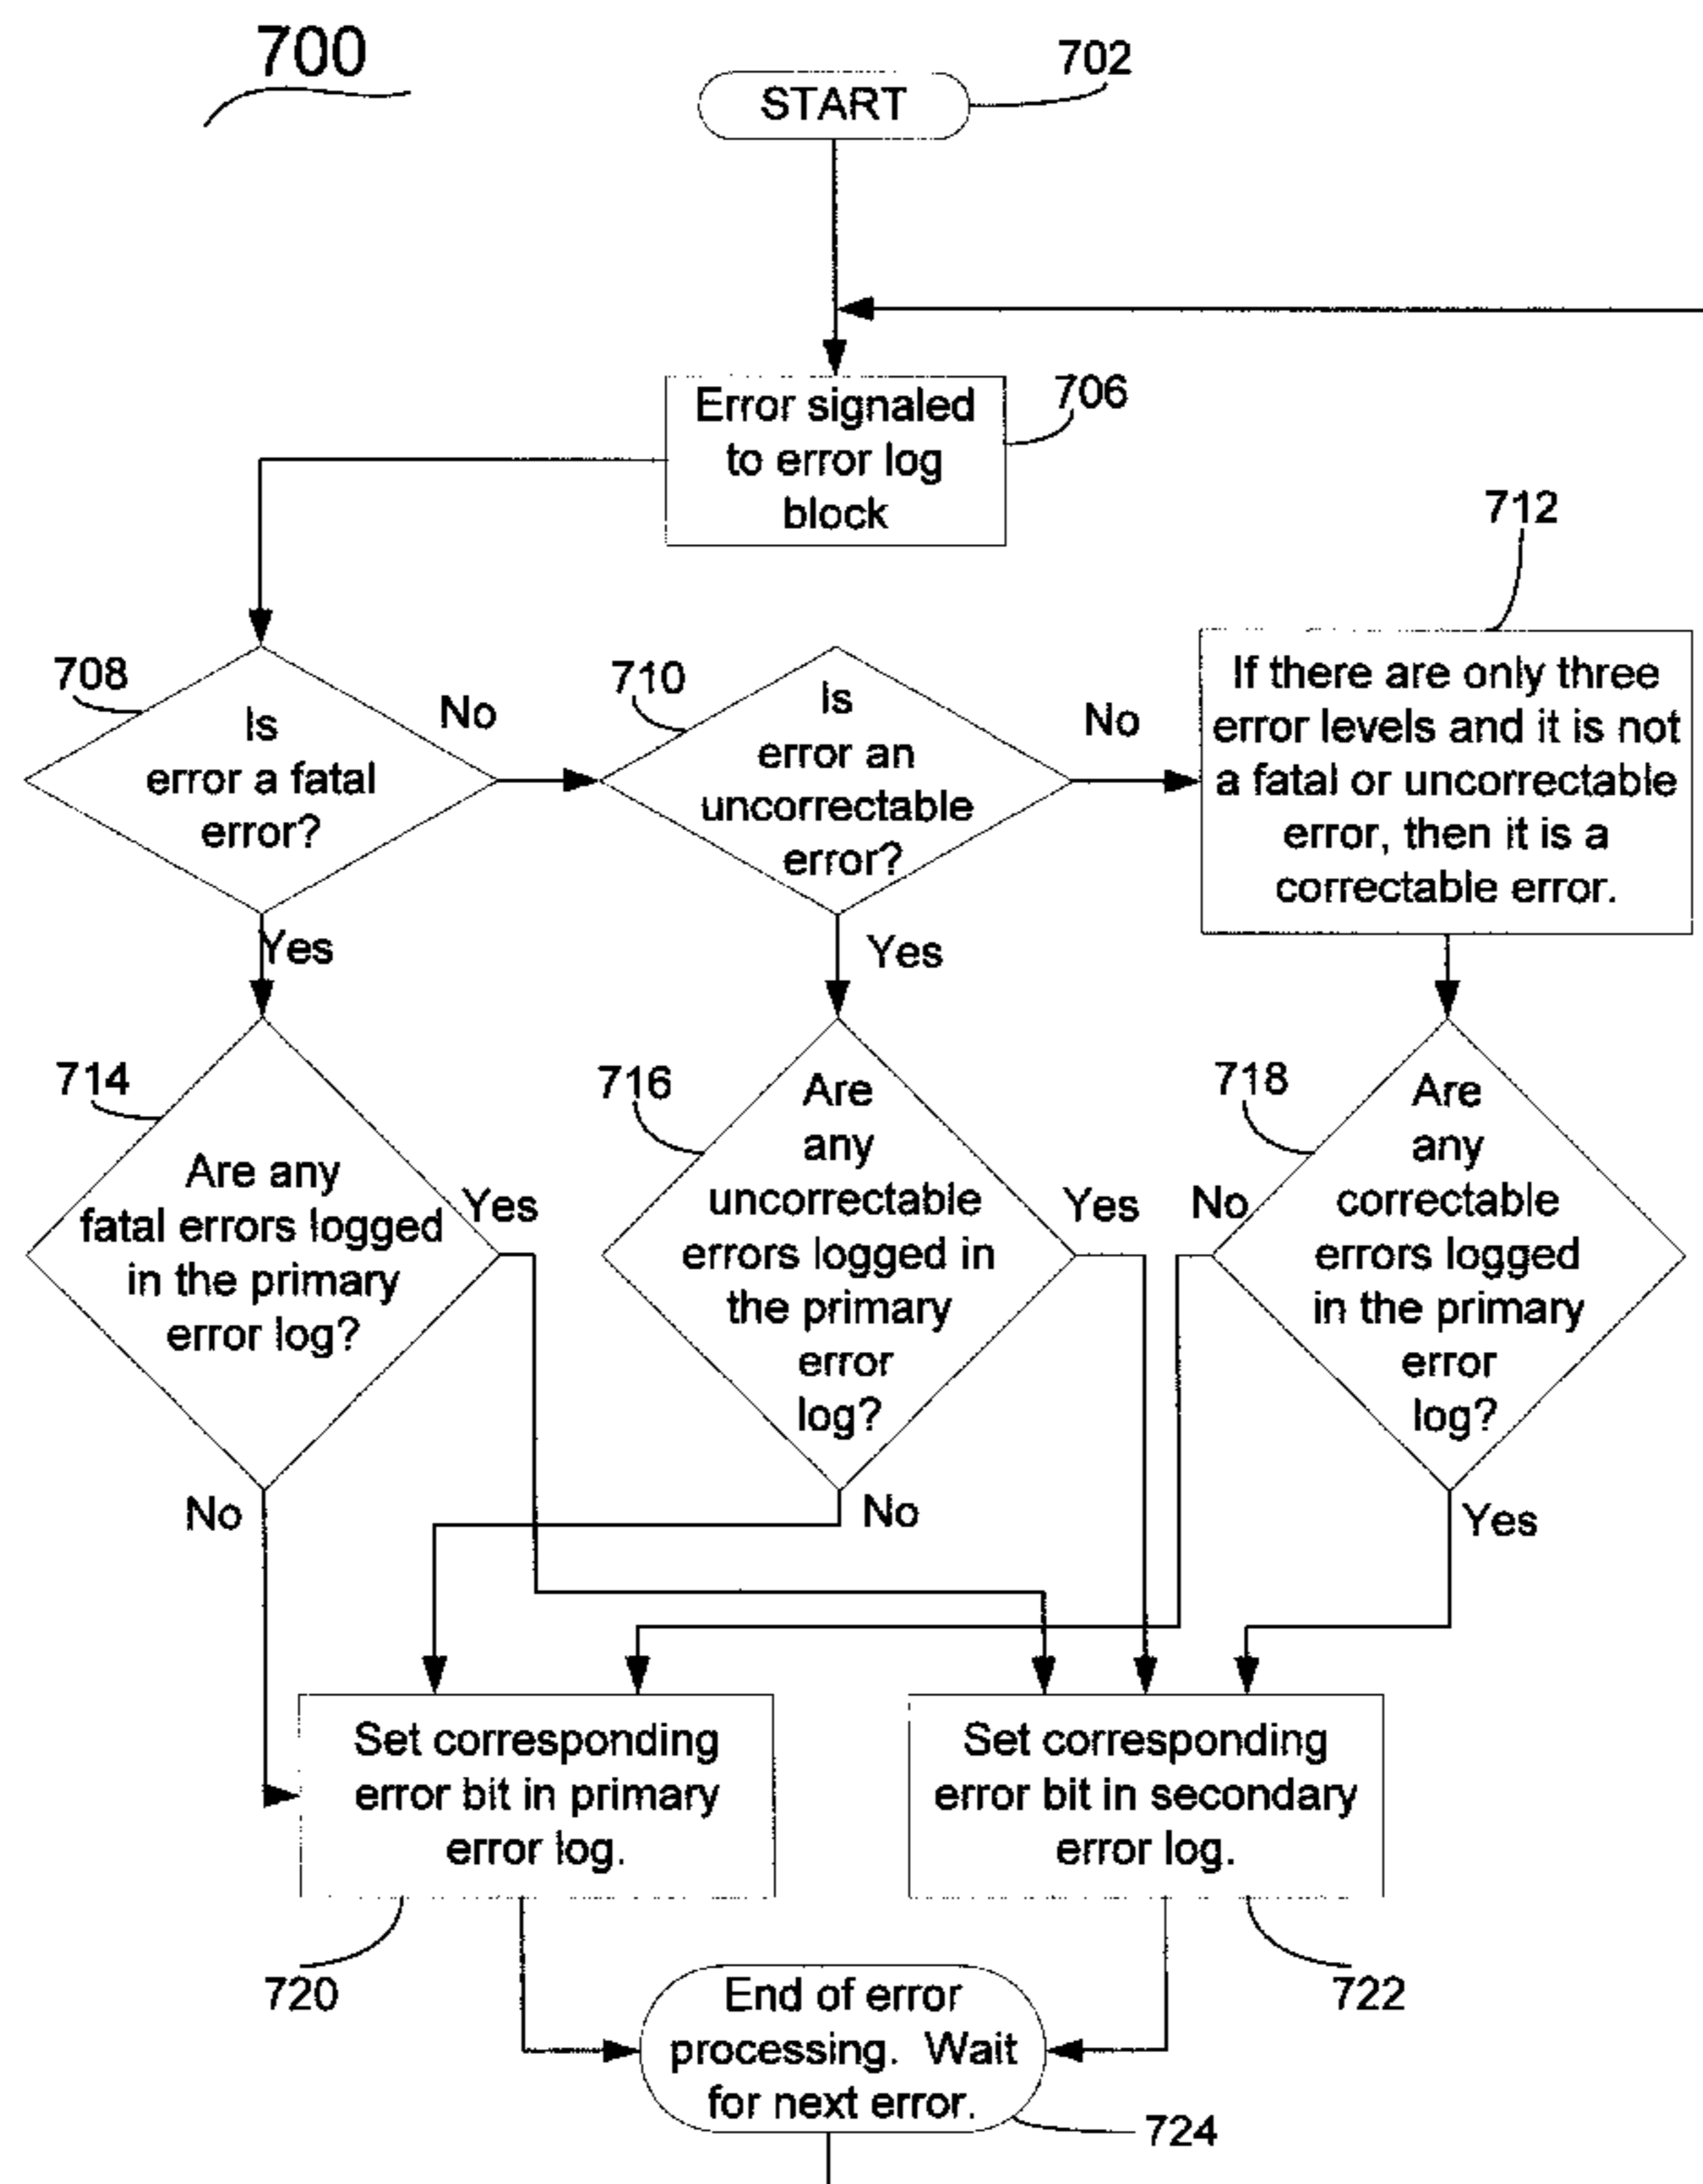 700
702
START
706
Error signaled
to error log
block
712
708
Is
error a fatal
error?
No
710
Is
error an
uncorrectable
error?
No
If there are only three
error levels and it is not
a fatal or uncorrectable
error, then it is a
correctable error.
Yes
Yes
714
Are any
fatal errors logged
in the primary
error log?
Yes
No
716
Are
any
uncorrectable
errors logged in
the primary
error
log?
Yes
No
718
Are
any
correctable
errors logged
in the primary
error
log?
No
Yes
Set corresponding
error bit in primary
error log.
720
Set corresponding
error bit in secondary
error log.
722
End of error
processing. Wait
for next error.
724